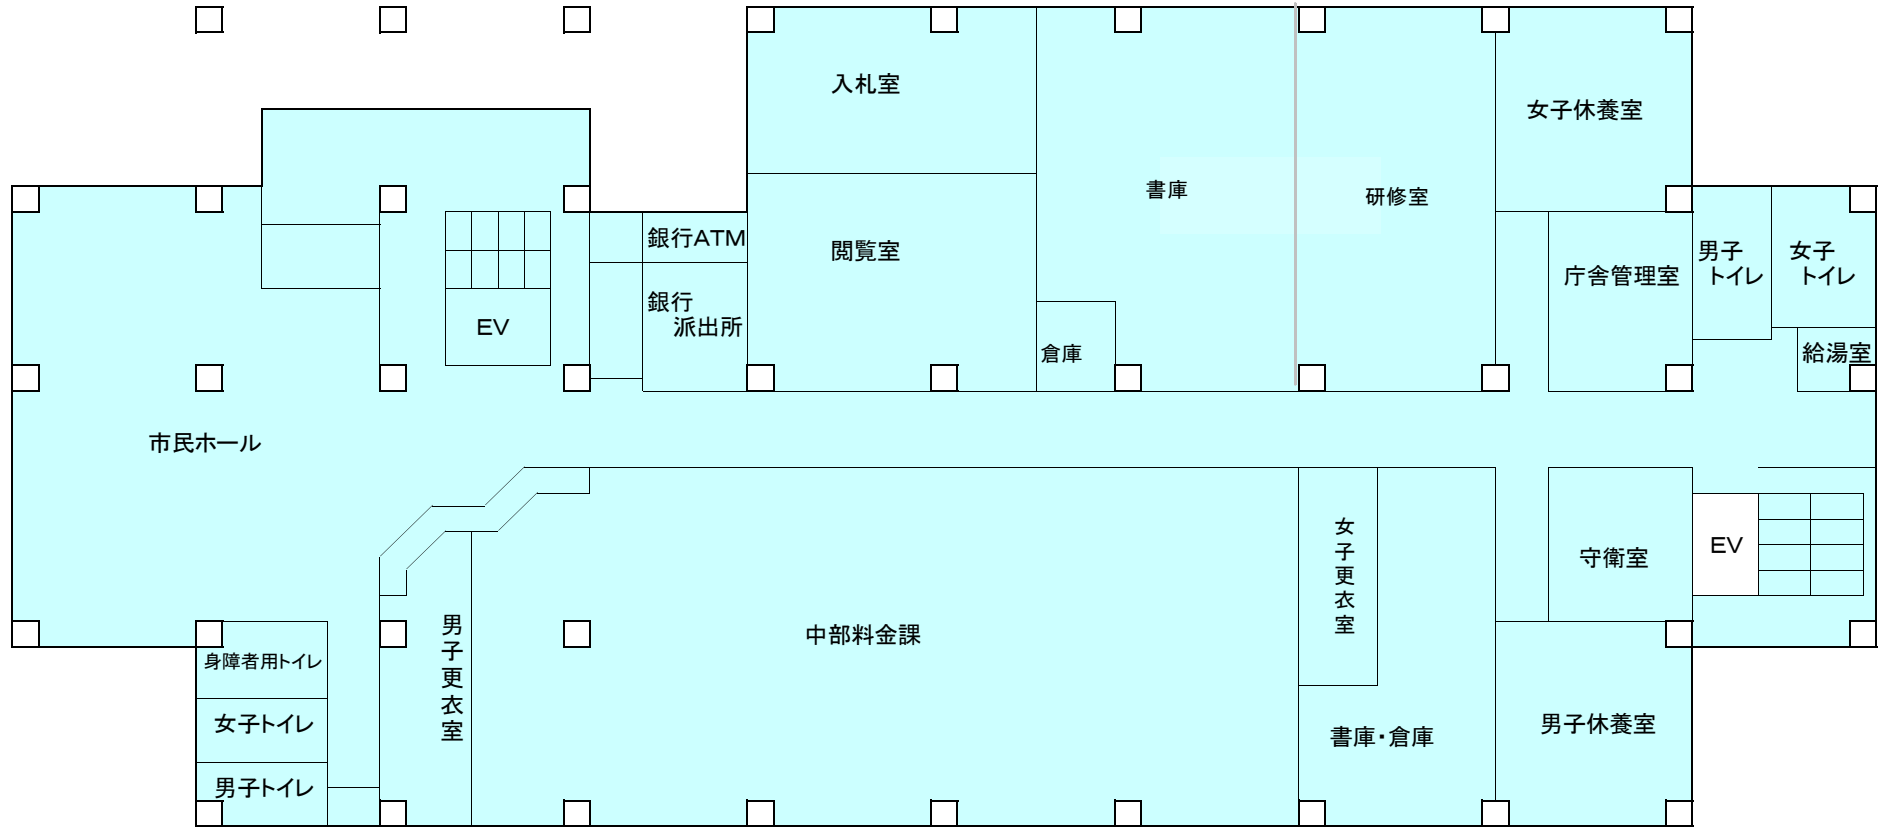 入札室
女子休養室
書庫
研修室
銀行ATM
閲覧室
男子
トイレ
女子
トイレ
庁舎管理室
銀行
派出所
EV
倉庫
給湯室
市民ホール
女子更衣室
EV
守衛室
男子更衣室
中部料金課
身障者用トイレ
女子トイレ
男子休養室
書庫・倉庫
男子トイレ